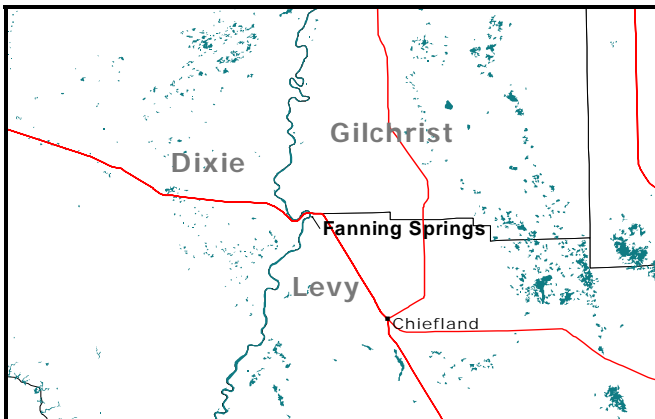 Gilchrist
Dixie
Fanning Springs
Levy
Chiefland